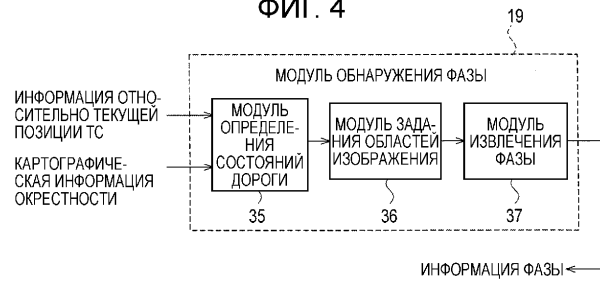 ФИГ. 4
19
МОДУЛЬ ОБНАРУЖЕНИЯ ФАЗЫ
ИНФОРМАЦИЯ ОТНО-
СИТЕЛЬНО ТЕКУЩЕЙ
ПОЗИЦИИ ТС
КАРТОГРАФИЧЕ-
СКАЯ ИНФОРМАЦИЯ
ОКРЕСТНОСТИ
МОДУЛЬ
ОПРЕДЕЛЕ-
НИЯ
СОСТОЯНИЙ
ДОРОГИ
35
МОДУЛЬ ЗАДА-
НИЯ ОБЛАСТЕЙ
ИЗОБРАЖЕНИЯ
36
МОДУЛЬ
ИЗВЛЕЧЕНИЯ
ФАЗЫ
37
ИНФОРМАЦИЯ ФАЗЫ